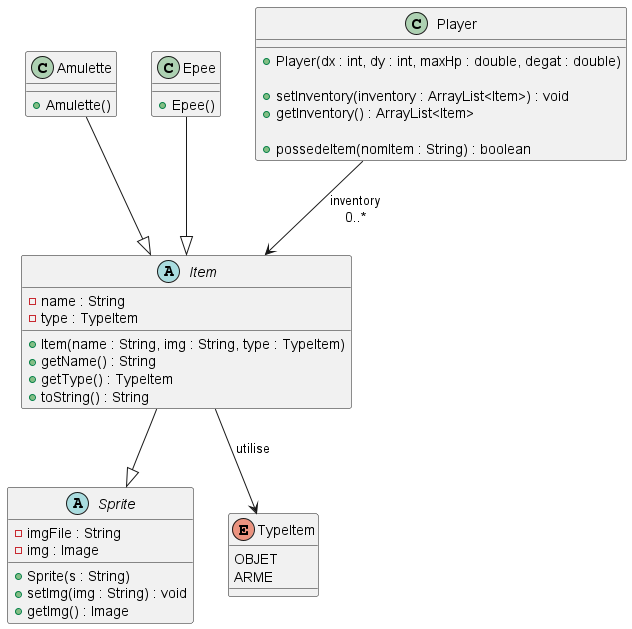 C Player
+ Player(dx : int, dy : int, maxHp : double, degat : double)
setInventory(inventory : ArrayList<Item>) : void
getInventory() : ArrayList<Item>
possedeItem(nomItem : String) : boolean
C Amulette
Amulette()
C Epee
Epee()
inventory
0..*
A Item
name : String
type : TypeItem
Item(name : String, img : String, type : TypeItem)
getName() : String
getType() : TypeItem
toString() : String
utilise
A Sprite
imgFile : String
img : Image
Sprite(s : String)
setImg(img : String) : void
getImg() : Image
E TypeItem
OBJET
ARME